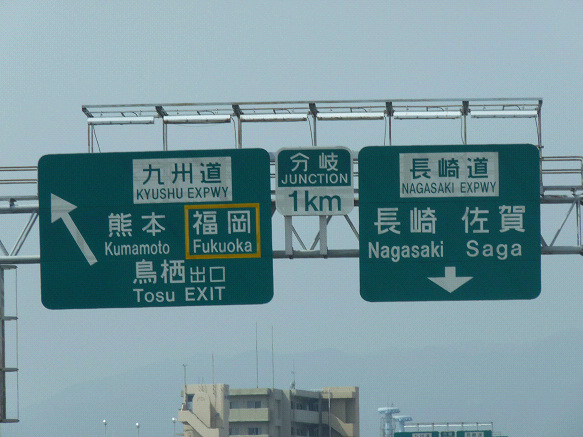 九州道
KYUSHU EXPWY
熊本 福岡
Kumamoto Fukuoka
鳥栖出口
Tosu EXIT
分岐
JUNCTION
1km
長崎道
NAGASAKI EXPWY
長崎 佐賀
Nagasaki Saga